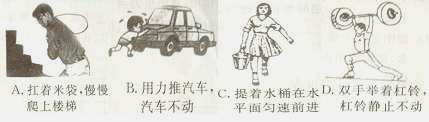 A. 扛着米袋，慢慢
爬上楼梯
B. 用力推汽车，
汽车不动
C. 提着水桶在水
平面匀速前进
D. 双手举着杠铃，
杠铃静止不动